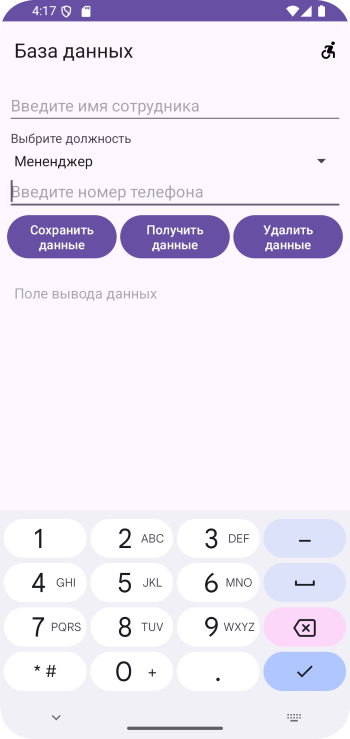 4:17
База данных
Введите имя сотрудника
Выбрите должность
Мененджер
Введите номер телефона
Сохранить данные
Получить данные
Удалить данные
Поле вывода данных
1 2 ABC 3 DEF –
4 GHI 5 JKL 6 MNO
7 PQRS 8 TUV 9 WXYZ
* # 0 + .